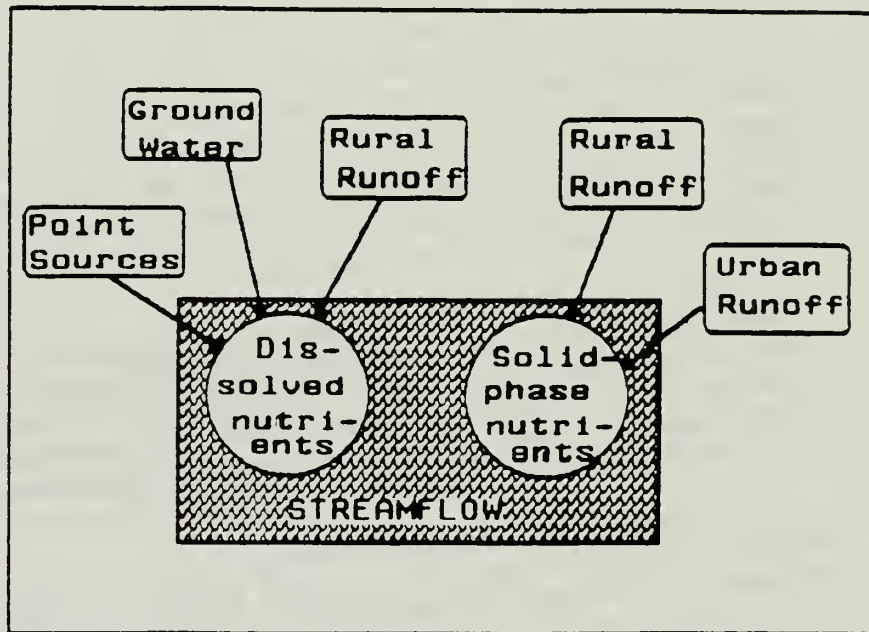 Ground
Water
Rural
Runoff
Rural
Runoff
Point
Sources
Urban
Runoff
Dis-
solved
nutri-
ents
Solid-
phase
nutri-
ents
STREAMFLOW